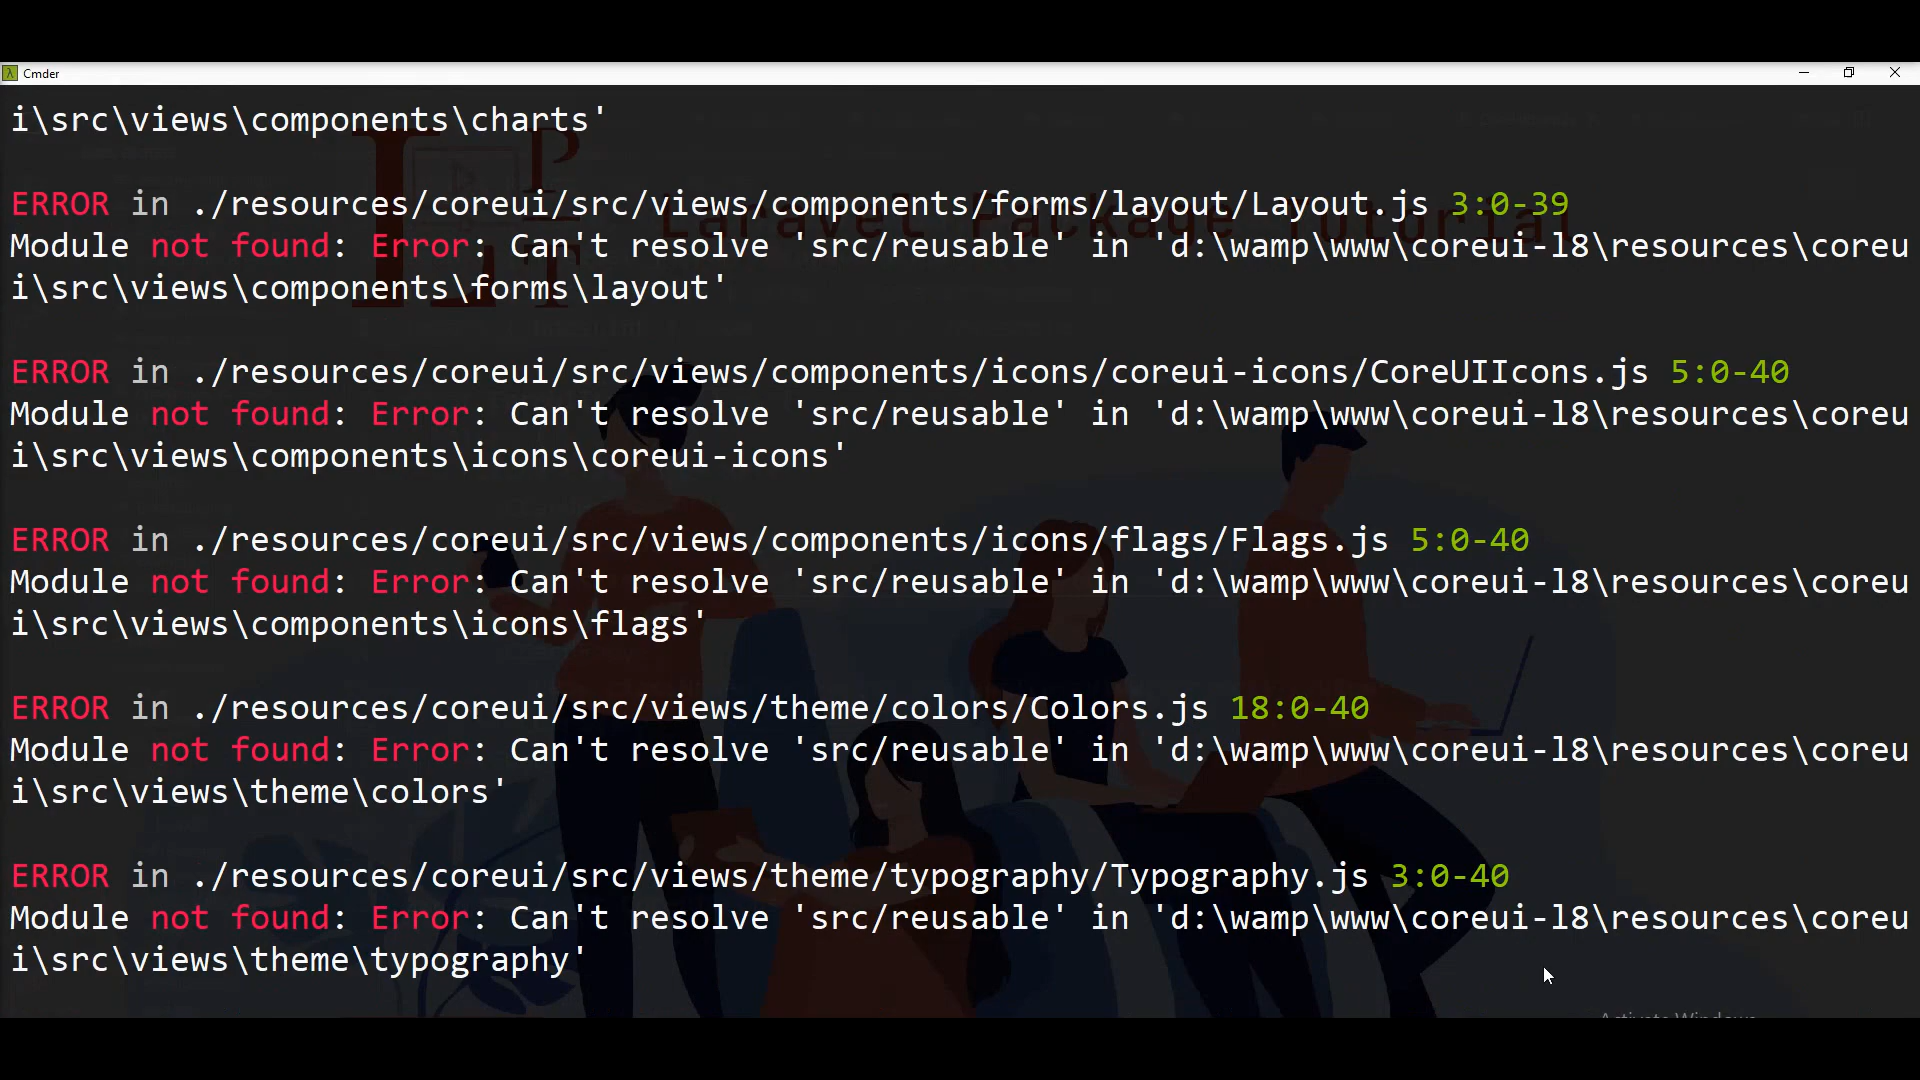 Cmder
i\src\views\components\charts'
ERROR in ./resources/coreui/src/views/components/forms/layout/Layout.js 3:0-39
Module not found: Error: Can't resolve 'src/reusable' in 'd:\wamp\www\coreui-l8\resources\coreu
i\src\views\components\forms\layout'
ERROR in ./resources/coreui/src/views/components/icons/coreui-icons/CoreUIIcons.js 5:0-40
Module not found: Error: Can't resolve 'src/reusable' in 'd:\wamp\www\coreui-l8\resources\coreu
i\src\views\components\icons\coreui-icons'
ERROR in ./resources/coreui/src/views/components/icons/flags/Flags.js 5:0-40
Module not found: Error: Can't resolve 'src/reusable' in 'd:\wamp\www\coreui-l8\resources\coreu
i\src\views\components\icons\flags'
ERROR in ./resources/coreui/src/views/theme/colors/Colors.js 18:0-40
Module not found: Error: Can't resolve 'src/reusable' in 'd:\wamp\www\coreui-l8\resources\coreu
i\src\views\theme\colors'
ERROR in ./resources/coreui/src/views/theme/typography/Typography.js 3:0-40
Module not found: Error: Can't resolve 'src/reusable' in 'd:\wamp\www\coreui-l8\resources\coreu
i\src\views\theme\typography'
Laravel Package Tutorial
Activate Windows